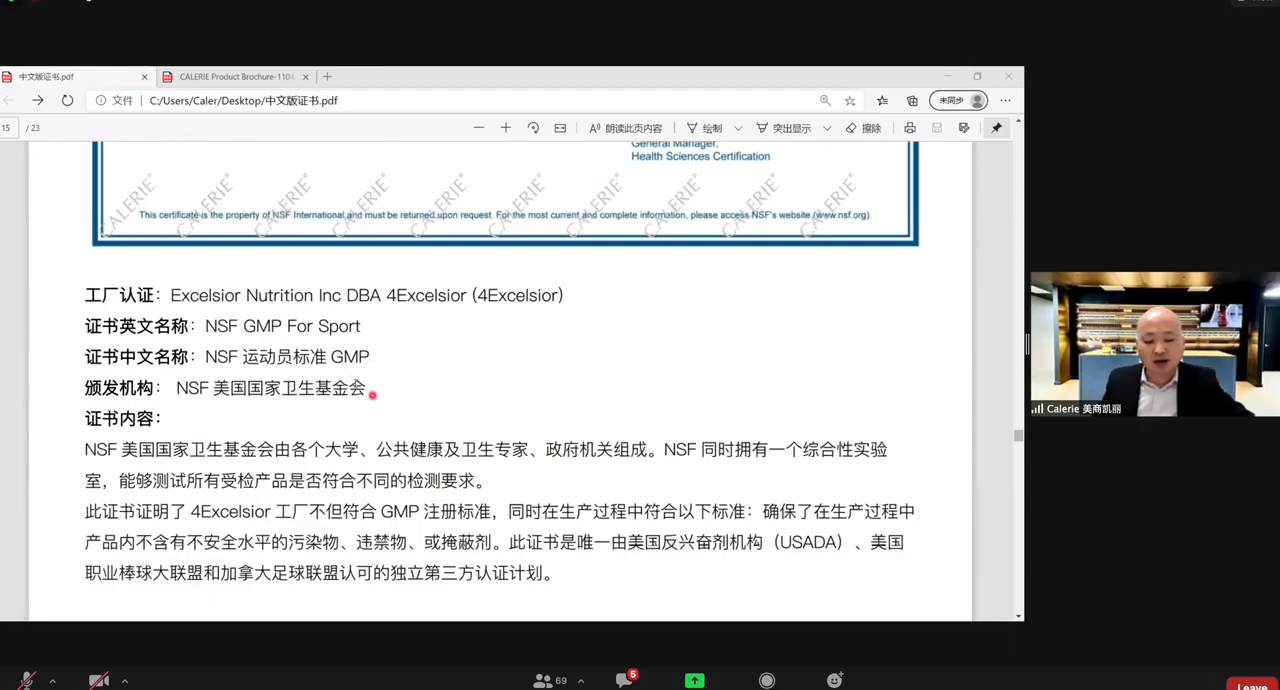 中文版证书.pdf
CALERIE Product Brochure-1104
文件 C:/Users/Caler/Desktop/中文版证书.pdf
未同步
15 / 23
朗读此页内容 绘制 突出显示 擦除
General Manager,
Health Sciences Certification
CALERIE® CALERIE® CALERIE® CALERIE® CALERIE® CALERIE® CALERIE® CALERIE® CALERIE® CALERIE®
This certificate is the property of NSF International and must be returned upon request. For the most current and complete information, please access NSF's website (www.nsf.org).
工厂认证：Excelsior Nutrition Inc DBA 4Excelsior (4Excelsior)
证书英文名称：NSF GMP For Sport
证书中文名称：NSF 运动员标准 GMP
颁发机构： NSF 美国国家卫生基金会
证书内容：
NSF 美国国家卫生基金会由各个大学、公共健康及卫生专家、政府机关组成。NSF 同时拥有一个综合性实验
室，能够测试所有受检产品是否符合不同的检测要求。
此证书证明了 4Excelsior 工厂不但符合 GMP 注册标准，同时在生产过程中符合以下标准：确保了在生产过程中
产品内不含有不安全水平的污染物、违禁物、或掩蔽剂。此证书是唯一由美国反兴奋剂机构（USADA）、美国
职业棒球大联盟和加拿大足球联盟认可的独立第三方认证计划。
Calerie 美商凯丽
69
5
Leave